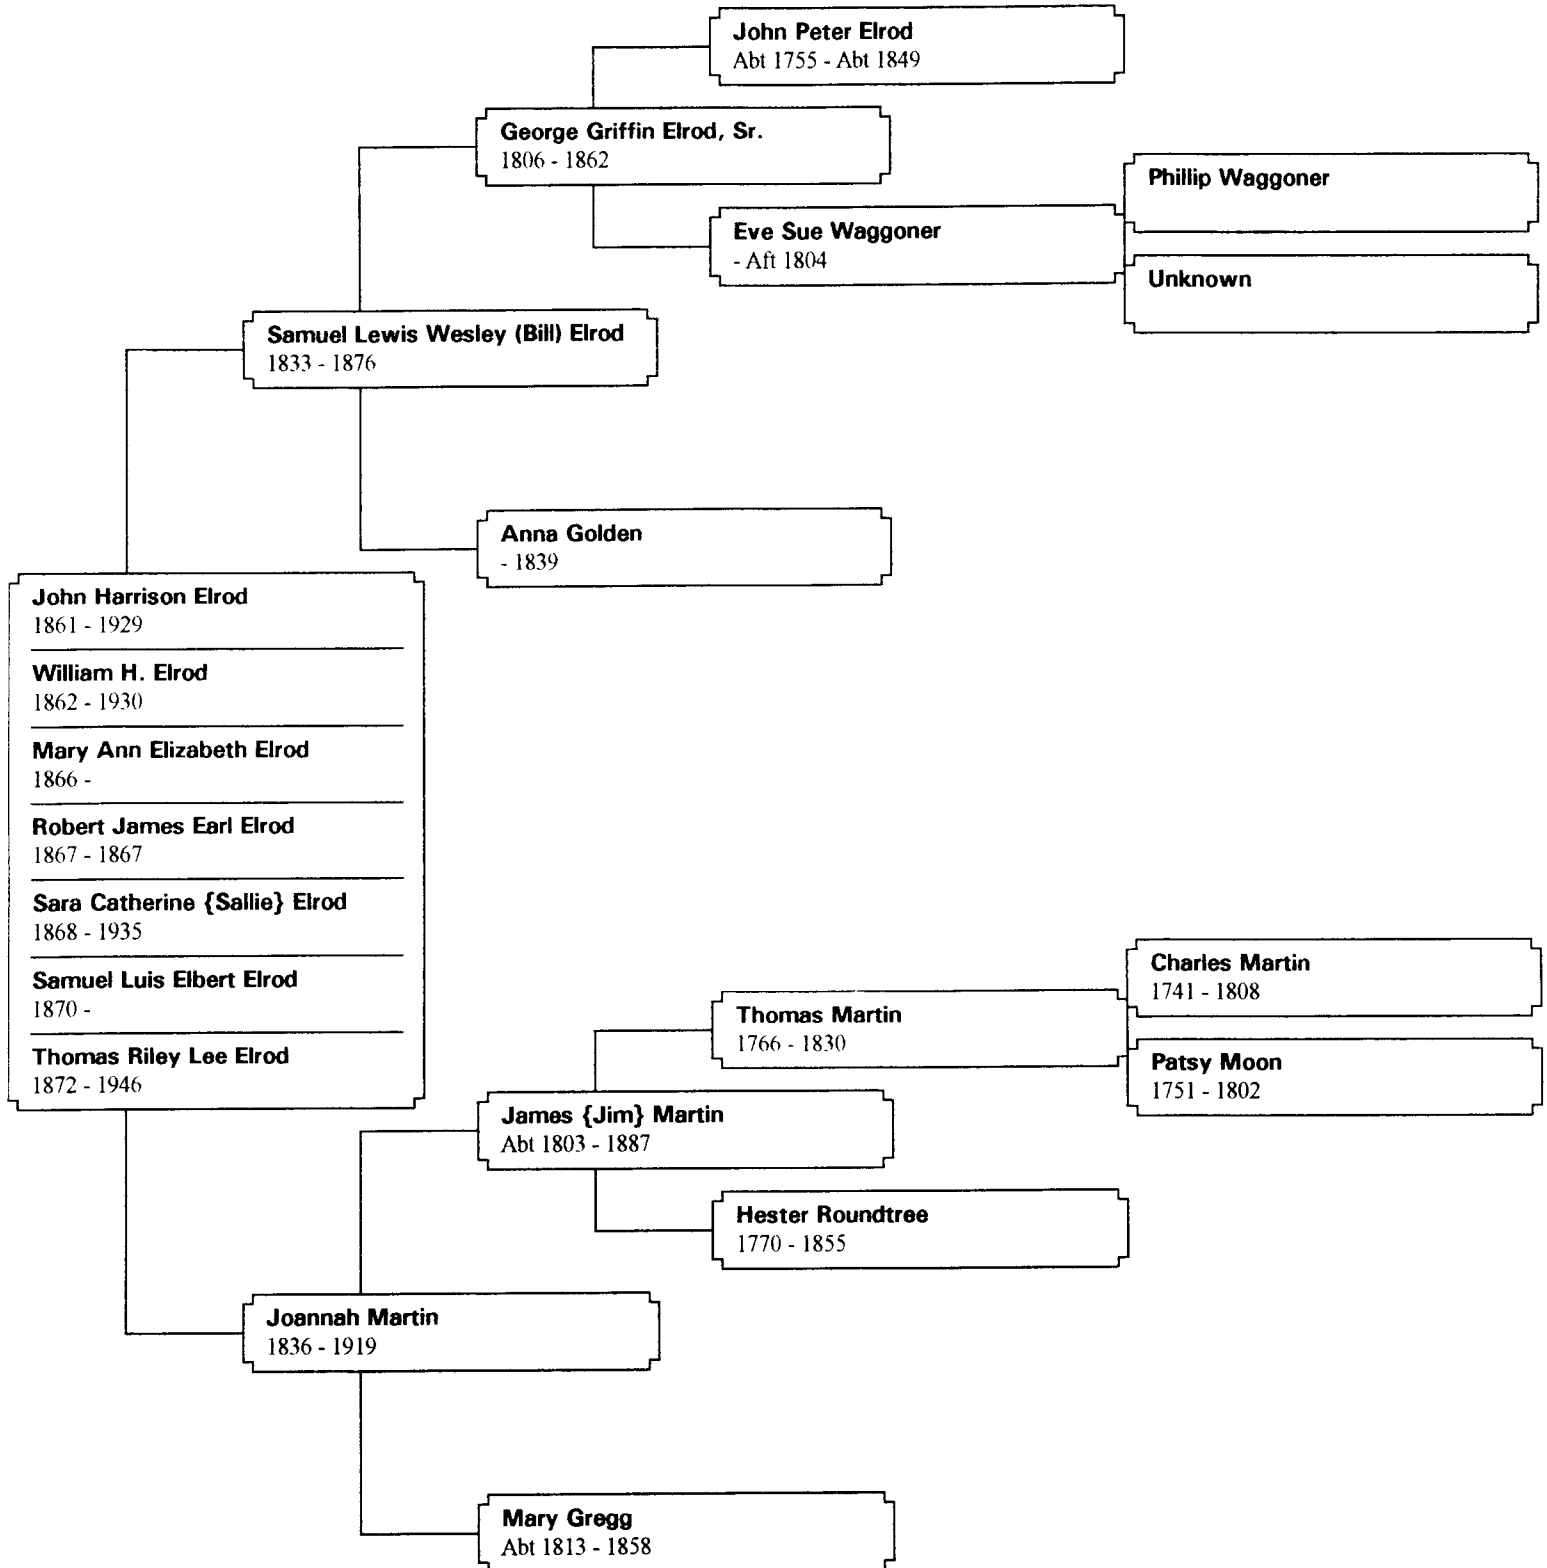 John Peter Elrod
Abt 1755 - Abt 1849
George Griffin Elrod, Sr.
1806 - 1862
Phillip Waggoner
Eve Sue Waggoner
- Aft 1804
Unknown
Samuel Lewis Wesley (Bill) Elrod
1833 - 1876
Anna Golden
- 1839
John Harrison Elrod
1861 - 1929
William H. Elrod
1862 - 1930
Mary Ann Elizabeth Elrod
1866 -
Robert James Earl Elrod
1867 - 1867
Sara Catherine {Sallie} Elrod
1868 - 1935
Samuel Luis Elbert Elrod
1870 -
Thomas Riley Lee Elrod
1872 - 1946
Charles Martin
1741 - 1808
Thomas Martin
1766 - 1830
Patsy Moon
1751 - 1802
James {Jim} Martin
Abt 1803 - 1887
Hester Roundtree
1770 - 1855
Joannah Martin
1836 - 1919
Mary Gregg
Abt 1813 - 1858